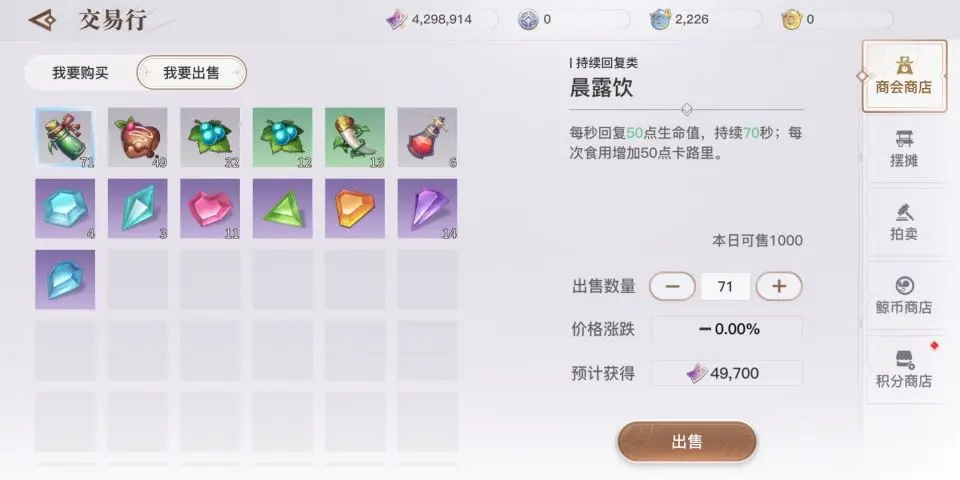 交易行
4,298,914
0
2,226
0
我要购买
我要出售
71
49
32
12
13
6
4
3
11
14
持续回复类
晨露饮
每秒回复50点生命值，持续70秒；每
次食用增加50点卡路里。
本日可售1000
出售数量
71
价格涨跌
0.00%
预计获得
49,700
出售
商会商店
摆摊
拍卖
鲸币商店
积分商店